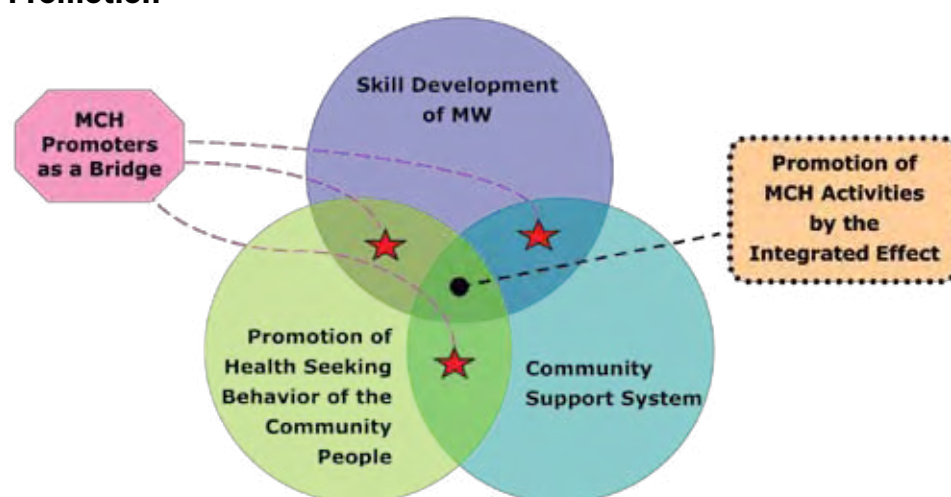 Promotion
Skill Development
of MW
MCH
Promoters
as a Bridge
Promotion of
MCH Activities
by the
Integrated Effect
Promotion of
Health Seeking
Behavior of the
Community
People
Community
Support System